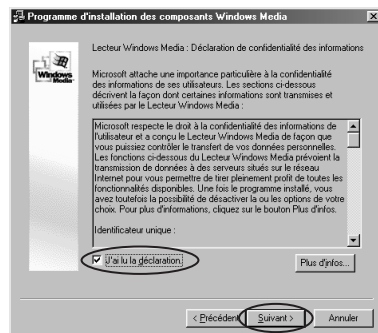 Programme d'installation des composants Windows Media
Lecteur Windows Media : Déclaration de confidentialité des informations
Windows
Media
Microsoft attache une importance particulière à la confidentialité
des informations de ses utilisateurs. Les sections ci-dessous
décrivent la façon dont certaines informations sont transmises et
utilisées par le Lecteur Windows Media :
Microsoft respecte le droit à la confidentialité des informations de
l'utilisateur et a conçu le Lecteur Windows Media de façon que
vous puissiez contrôler le transfert de vos données personnelles.
Les fonctions ci-dessous du Lecteur Windows Media prévoient la
transmission de données à des serveurs situés sur le réseau
Internet pour vous permettre de tirer pleinement profit de toutes les
fonctionnalités disponibles. Une fois le programme installé, vous
avez toutefois la possibilité de désactiver la ou les options de votre
choix. Pour plus d'informations, cliquez sur le bouton Plus d'infos.
Identificateur unique :
J'ai lu la déclaration.
Plus d'infos...
< Précédent
Suivant >
Annuler